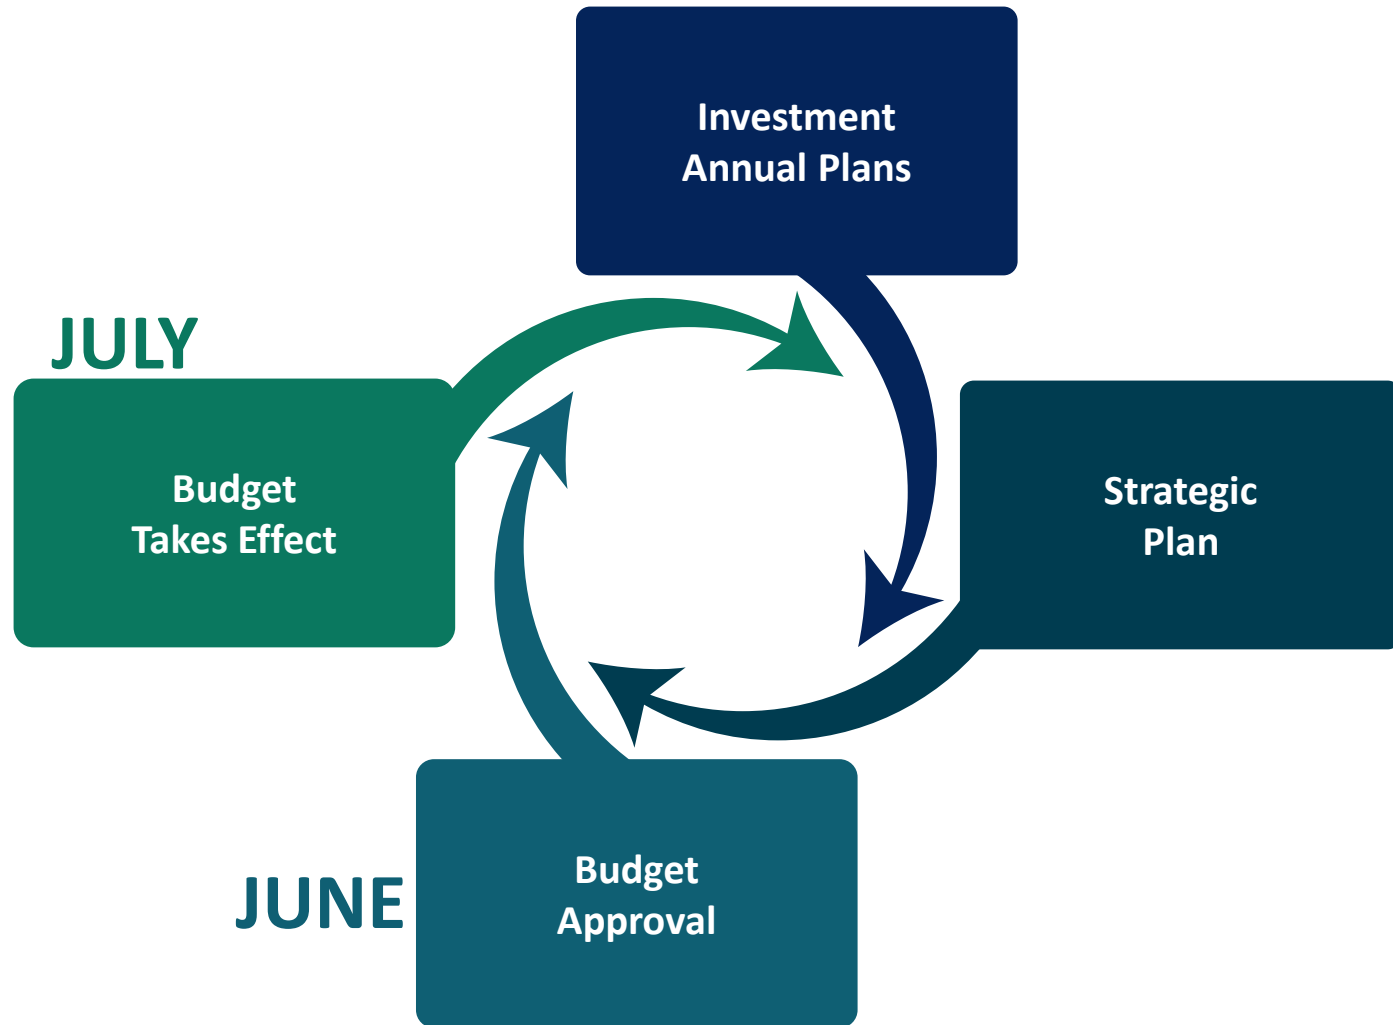 Investment
Annual Plans
JULY
Budget
Takes Effect
Strategic
Plan
JUNE
Budget
Approval